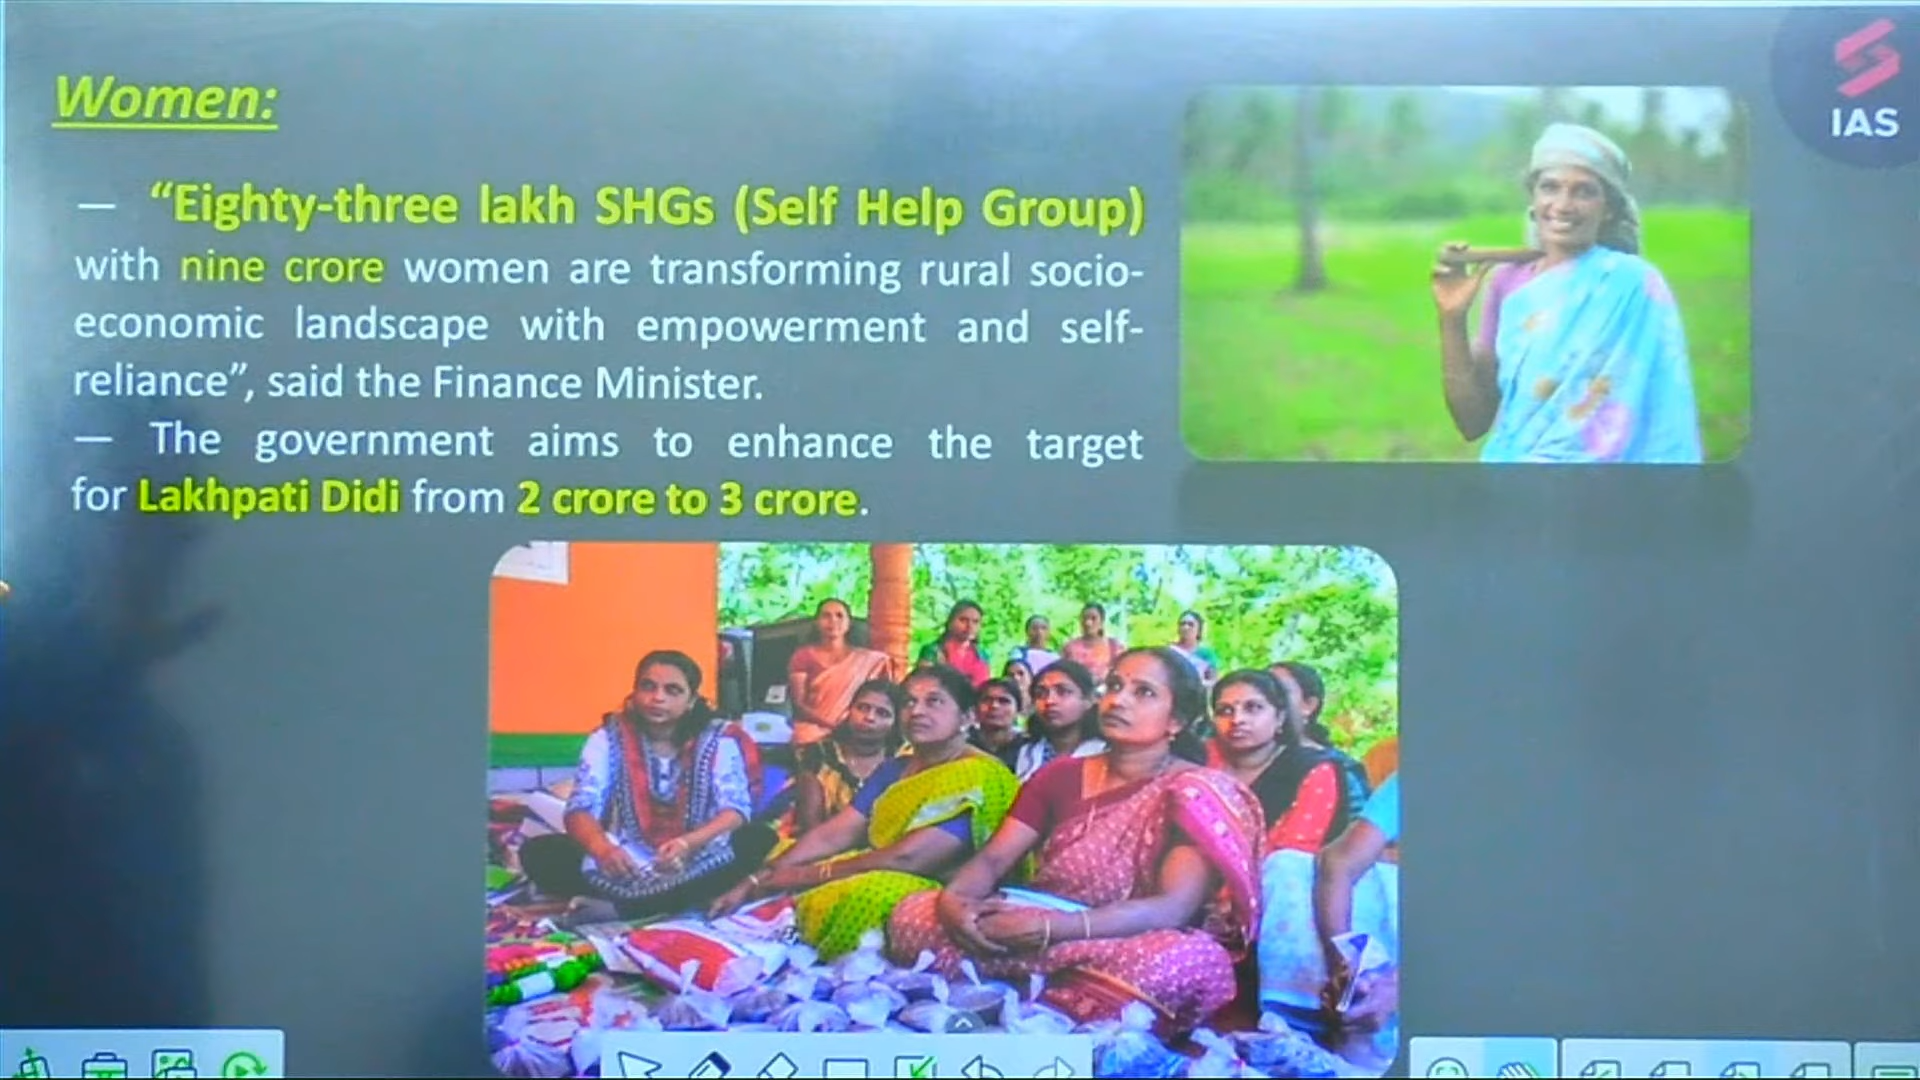 Women:
IAS
— “Eighty-three lakh SHGs (Self Help Group)
with nine crore women are transforming rural socio-
economic landscape with empowerment and self-
reliance”, said the Finance Minister.
— The government aims to enhance the target
for Lakhpati Didi from 2 crore to 3 crore.